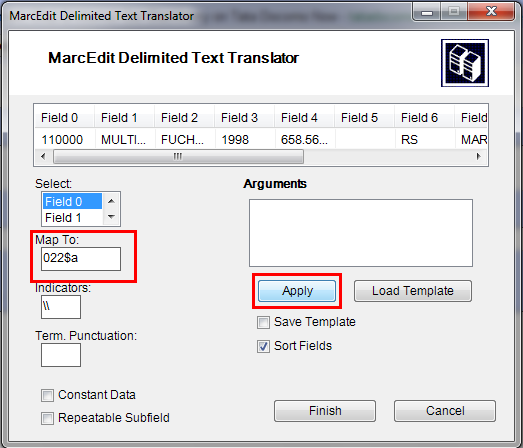 MarcEdit Delimited Text Translator
MarcEdit Delimited Text Translator
Field 0 Field 1 Field 2 Field 3 Field 4 Field 5 Field 6 Field
110000 MULTI... FUCH... 1998 658.56... RS MAR
Select:
Field 0
Field 1
Arguments
Map To:
022$a
Apply
Load Template
Indicators:
\\
Save Template
Term. Punctuation:
Sort Fields
Constant Data
Repeatable Subfield
Finish
Cancel